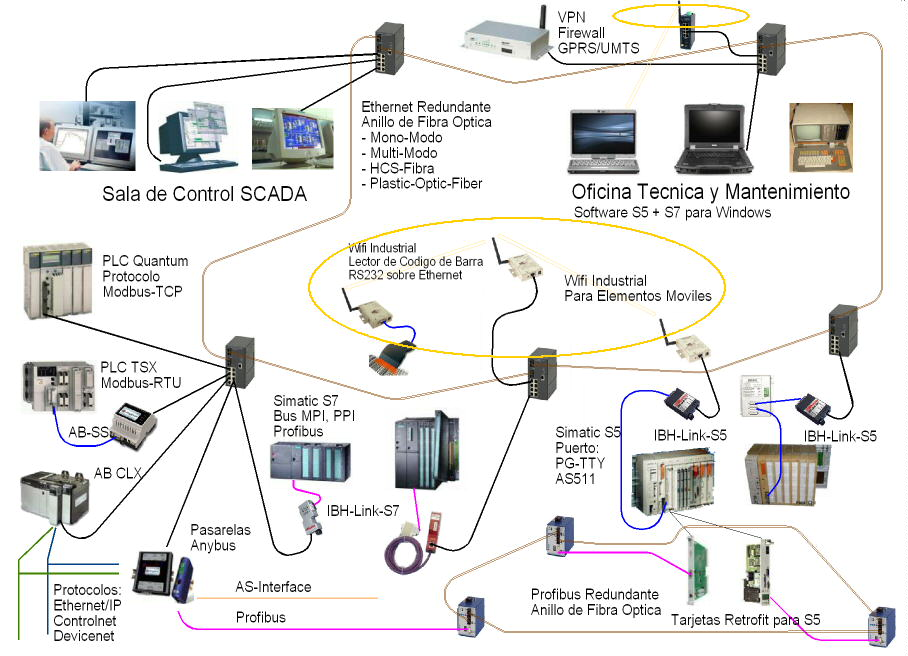 VPN
Firewall
GPRS/UMTS
Ethernet Redundante
Anillo de Fibra Optica
- Mono-Modo
- Multi-Modo
- HCS-Fibra
- Plastic-Optic-Fiber
Sala de Control SCADA
Oficina Tecnica y Mantenimiento
Software S5 + S7 para Windows
PLC Quantum
Protocolo
Modbus-TCP
Wifi Industrial
Lector de Codigo de Barra
RS232 sobre Ethernet
Wifi Industrial
Para Elementos Moviles
PLC TSX
Modbus-RTU
AB-SS
Simatic S7
Bus MPI, PPI
Profibus
Simatic S5
Puerto:
PG-TTY
AS511
IBH-Link-S5
IBH-Link-S5
AB CLX
IBH-Link-S7
Pasarelas
Anybus
AS-Interface
Profibus
Protocolos:
Ethernet/IP
Controlnet
Devicenet
Profibus Redundante
Anillo de Fibra Optica
Tarjetas Retrofit para S5